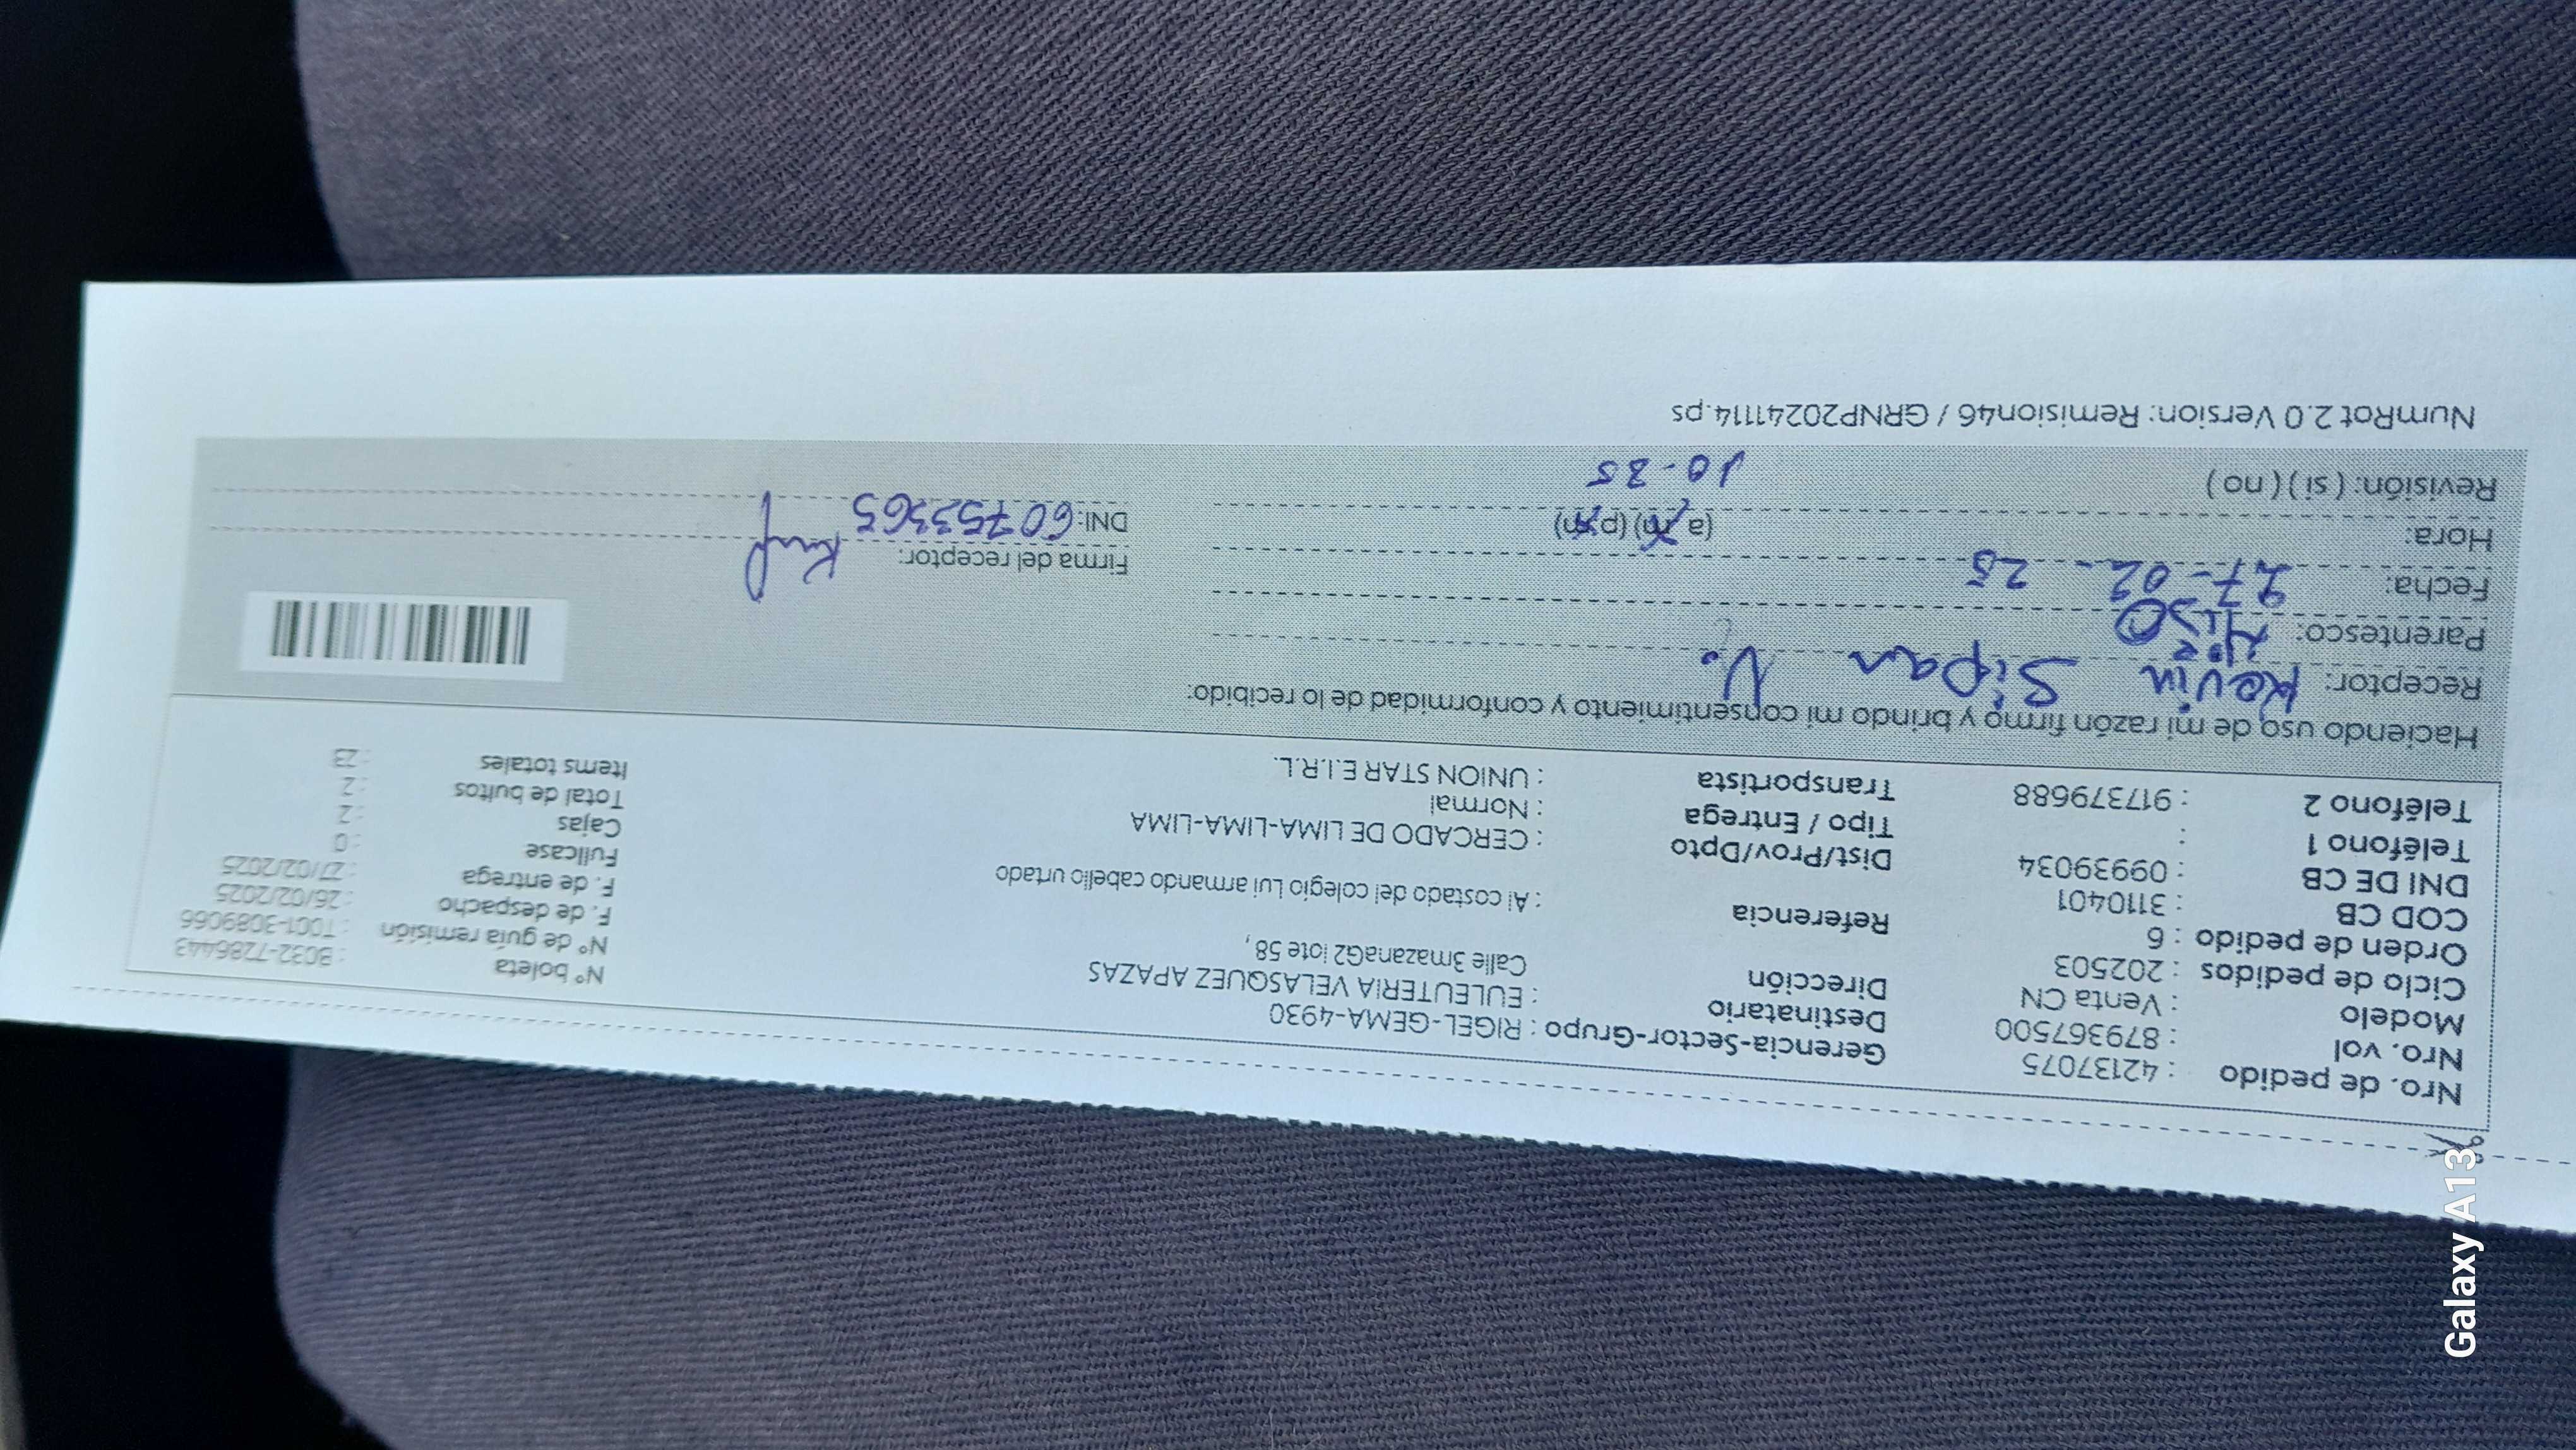 Nro. de pedido : 42137075
Nro. vol : 879367500
Modelo : Venta CN
Ciclo de pedidos : 202503
Orden de pedido : 6
COD CB : 3110401
DNI DE CB : 09939034
Teléfono 1 :
Teléfono 2 : 917379688
Gerencia-Sector-Grupo : RIGEL-GEMA-4930
Destinatario : EULEUTERIA VELASQUEZ APAZAS
Dirección Calle 3mazanaG2 lote 58,
Referencia : Al costado del colegio Lui armando cabello urtado
Dist/Prov/Dpto : CERCADO DE LIMA-LIMA-LIMA
Tipo / Entrega : Normal
Transportista : UNION STAR E.I.R.L.
Nº boleta : B032-7286443
Nº de guía remisión : T001-3089066
F. de despacho : 26/02/2025
F. de entrega : 27/02/2025
Fullcase : 0
Cajas : 2
Total de bultos : 2
Items totales : 23
Haciendo uso de mi razón firmo y brindo mi consentimiento y conformidad de lo recibido:
Receptor: Kevin Sipan V.
Parentesco: Hijo
Fecha: 27-02-25
Hora: (a m) (p m)
Revisión: ( si ) ( no ) 10-35
Firma del receptor:
DNI: 60753365
NumRot 2.0 Version: Remision46 / GRNP20241114.ps
Galaxy A13